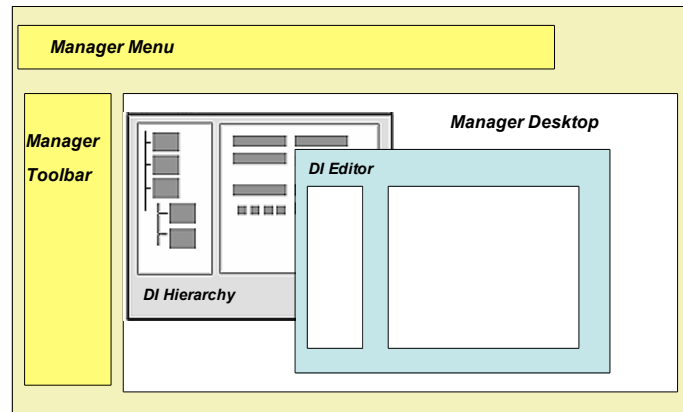 Manager Menu
Manager Desktop
Manager
Toolbar
DI Editor
DI Hierarchy